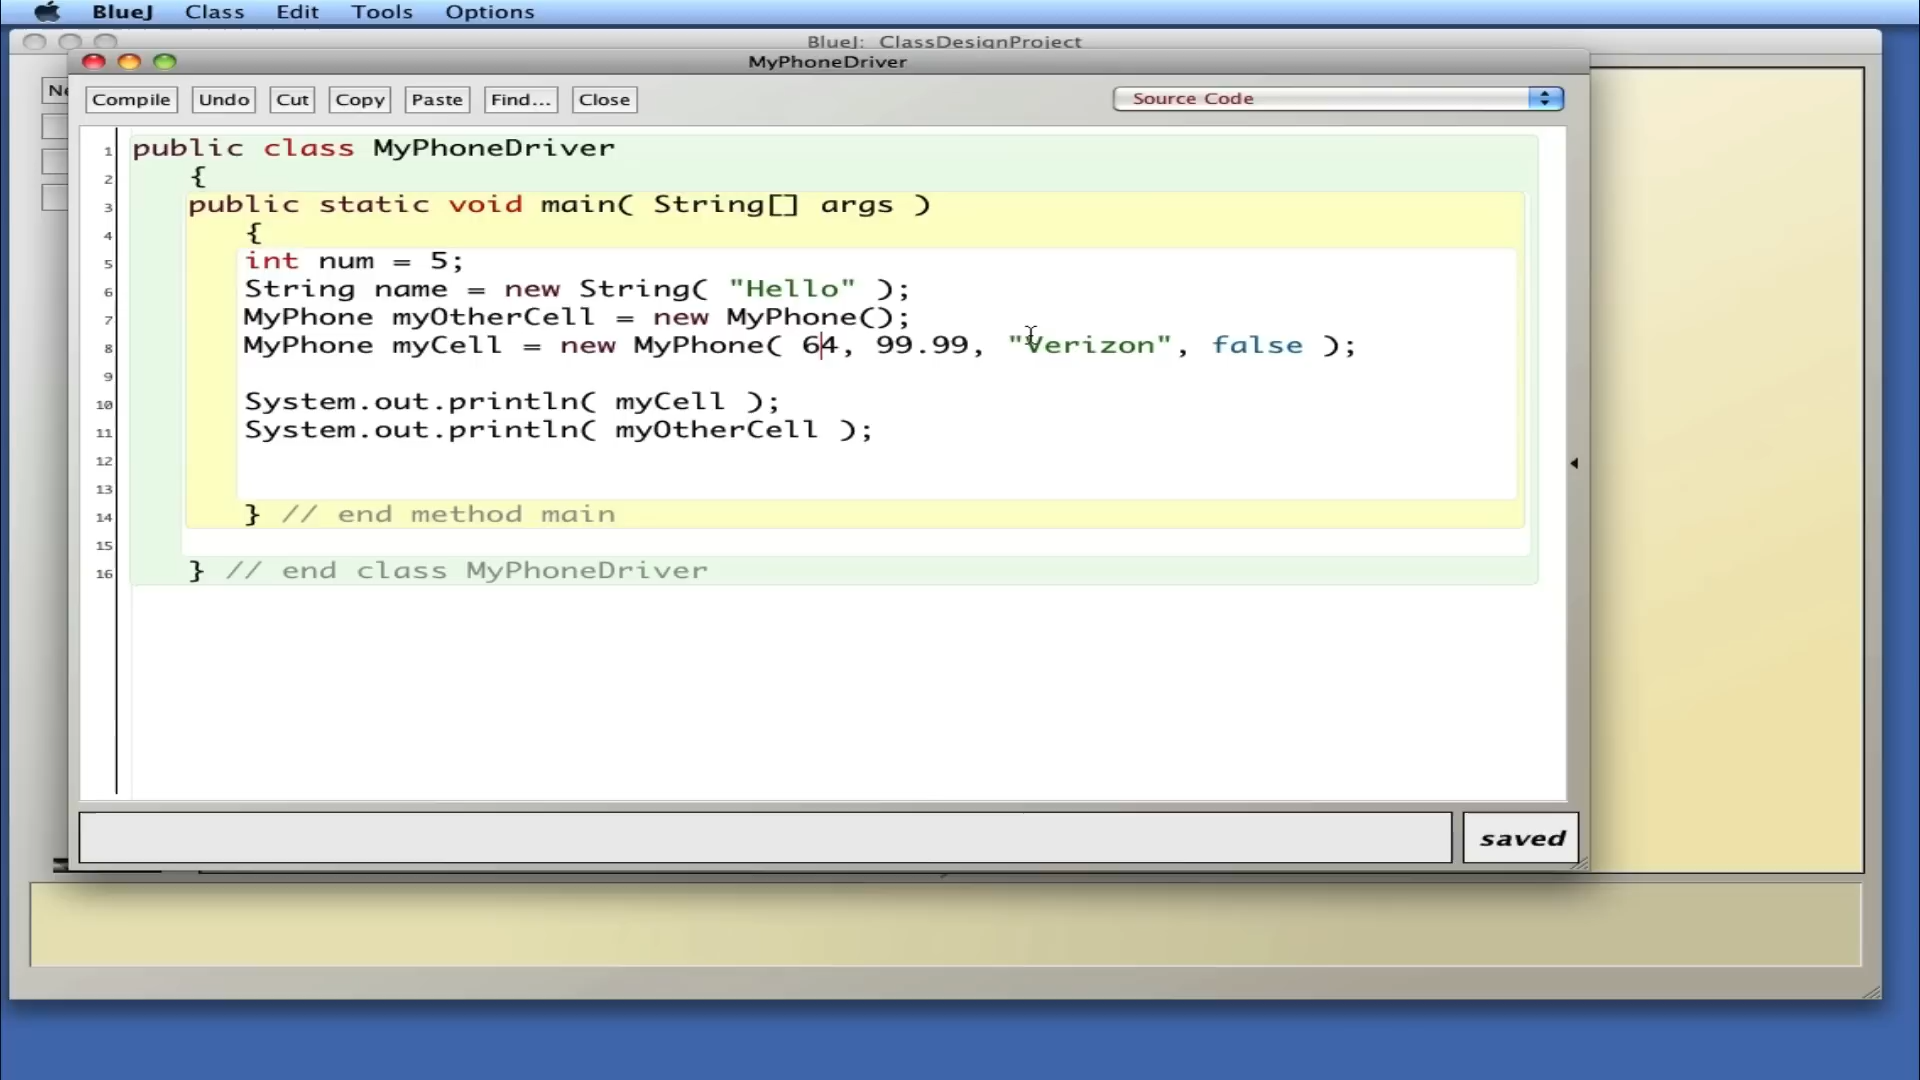 BlueJ Class Edit Tools Options
BlueJ: ClassDesignProject
MyPhoneDriver
Compile Undo Cut Copy Paste Find... Close Source Code
1 public class MyPhoneDriver
2 {
3 public static void main( String[] args )
4 {
5 int num = 5;
6 String name = new String( "Hello" );
7 MyPhone myOtherCell = new MyPhone();
8 MyPhone myCell = new MyPhone( 64, 99.99, "Verizon", false );
9
10 System.out.println( myCell );
11 System.out.println( myOtherCell );
12
13
14 } // end method main
15
16 } // end class MyPhoneDriver
saved